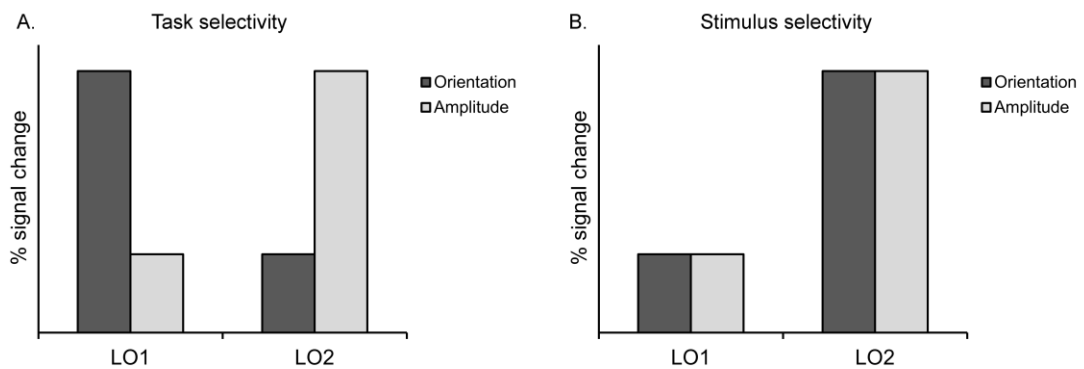 A. Task selectivity
% signal change
Orientation
Amplitude
LO1 LO2
B. Stimulus selectivity
% signal change
Orientation
Amplitude
LO1 LO2